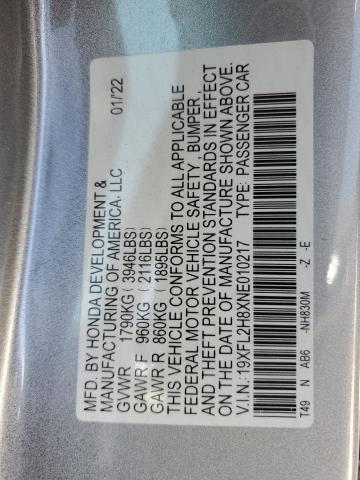 MFD. BY HONDA DEVELOPMENT &
MANUFACTURING OF AMERICA, LLC 01/'22
GVWR 1790KG ( 3946LBS)
GAWR F 960KG ( 2116LBS)
GAWR R 860KG ( 1895LBS)
THIS VEHICLE CONFORMS TO ALL APPLICABLE
FEDERAL MOTOR VEHICLE SAFETY, BUMPER,
AND THEFT PREVENTION STANDARDS IN EFFECT
ON THE DATE OF MANUFACTURE SHOWN ABOVE.
V.I.N.: 19XFL2H8XNE010217 TYPE: PASSENGER CAR
T49 N AB6 -NH830M -Z -E